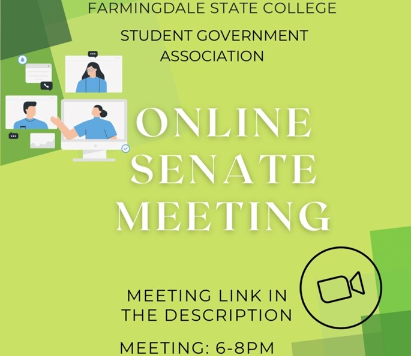 FARMINGDALE STATE COLLEGE
STUDENT GOVERNMENT
ASSOCIATION
ONLINE
SENATE
MEETING
MEETING LINK IN
THE DESCRIPTION
MEETING: 6-8PM